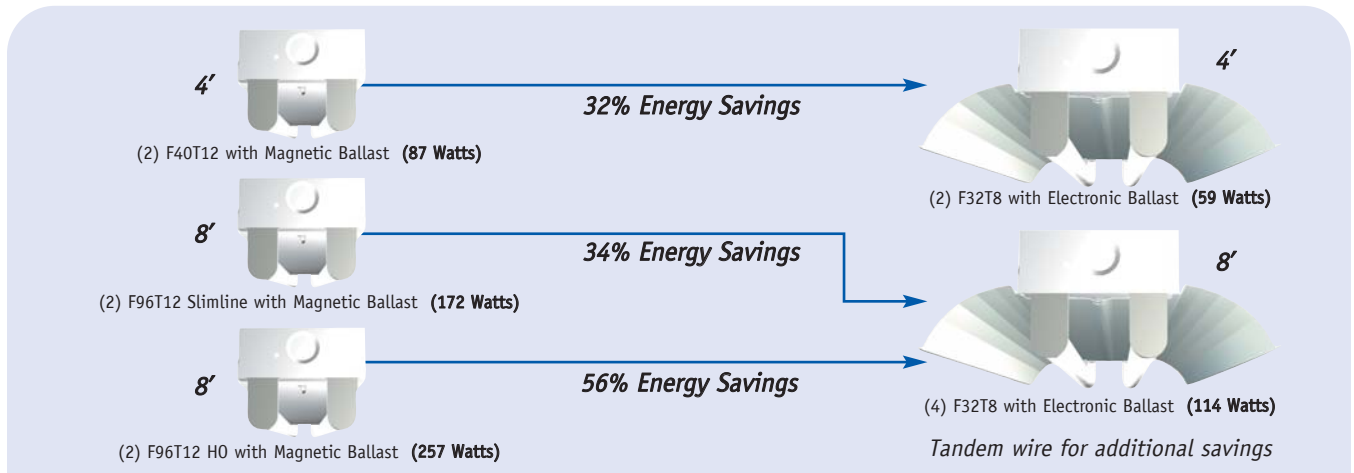 4′
32% Energy Savings
4′
(2) F40T12 with Magnetic Ballast (87 Watts)
(2) F32T8 with Electronic Ballast (59 Watts)
8′
34% Energy Savings
8′
(2) F96T12 Slimline with Magnetic Ballast (172 Watts)
8′
56% Energy Savings
(4) F32T8 with Electronic Ballast (114 Watts)
(2) F96T12 HO with Magnetic Ballast (257 Watts)
Tandem wire for additional savings